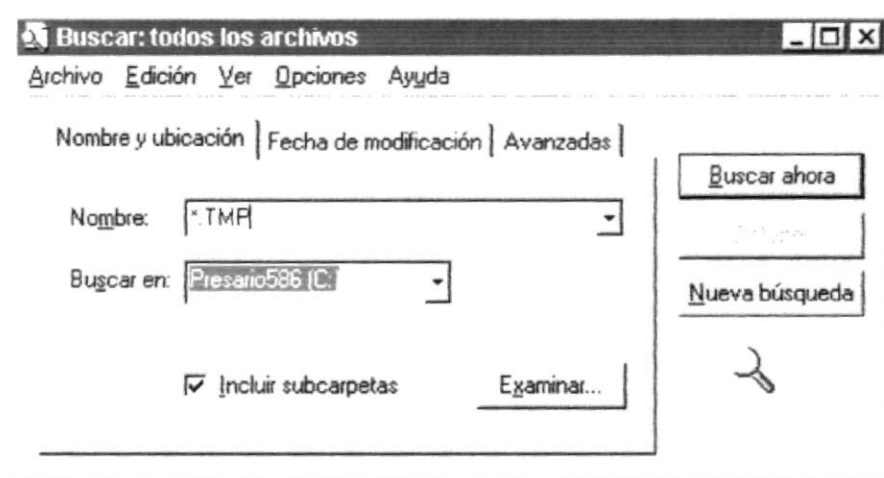 Buscar: todos los archivos
Archivo Edición Ver Opciones Ayuda
Nombre y ubicación Fecha de modificación Avanzadas
Buscar ahora
Nombre: *.TMP
Buscar en: Presario586 (C:
Nueva búsqueda
Incluir subcarpetas Examinar...